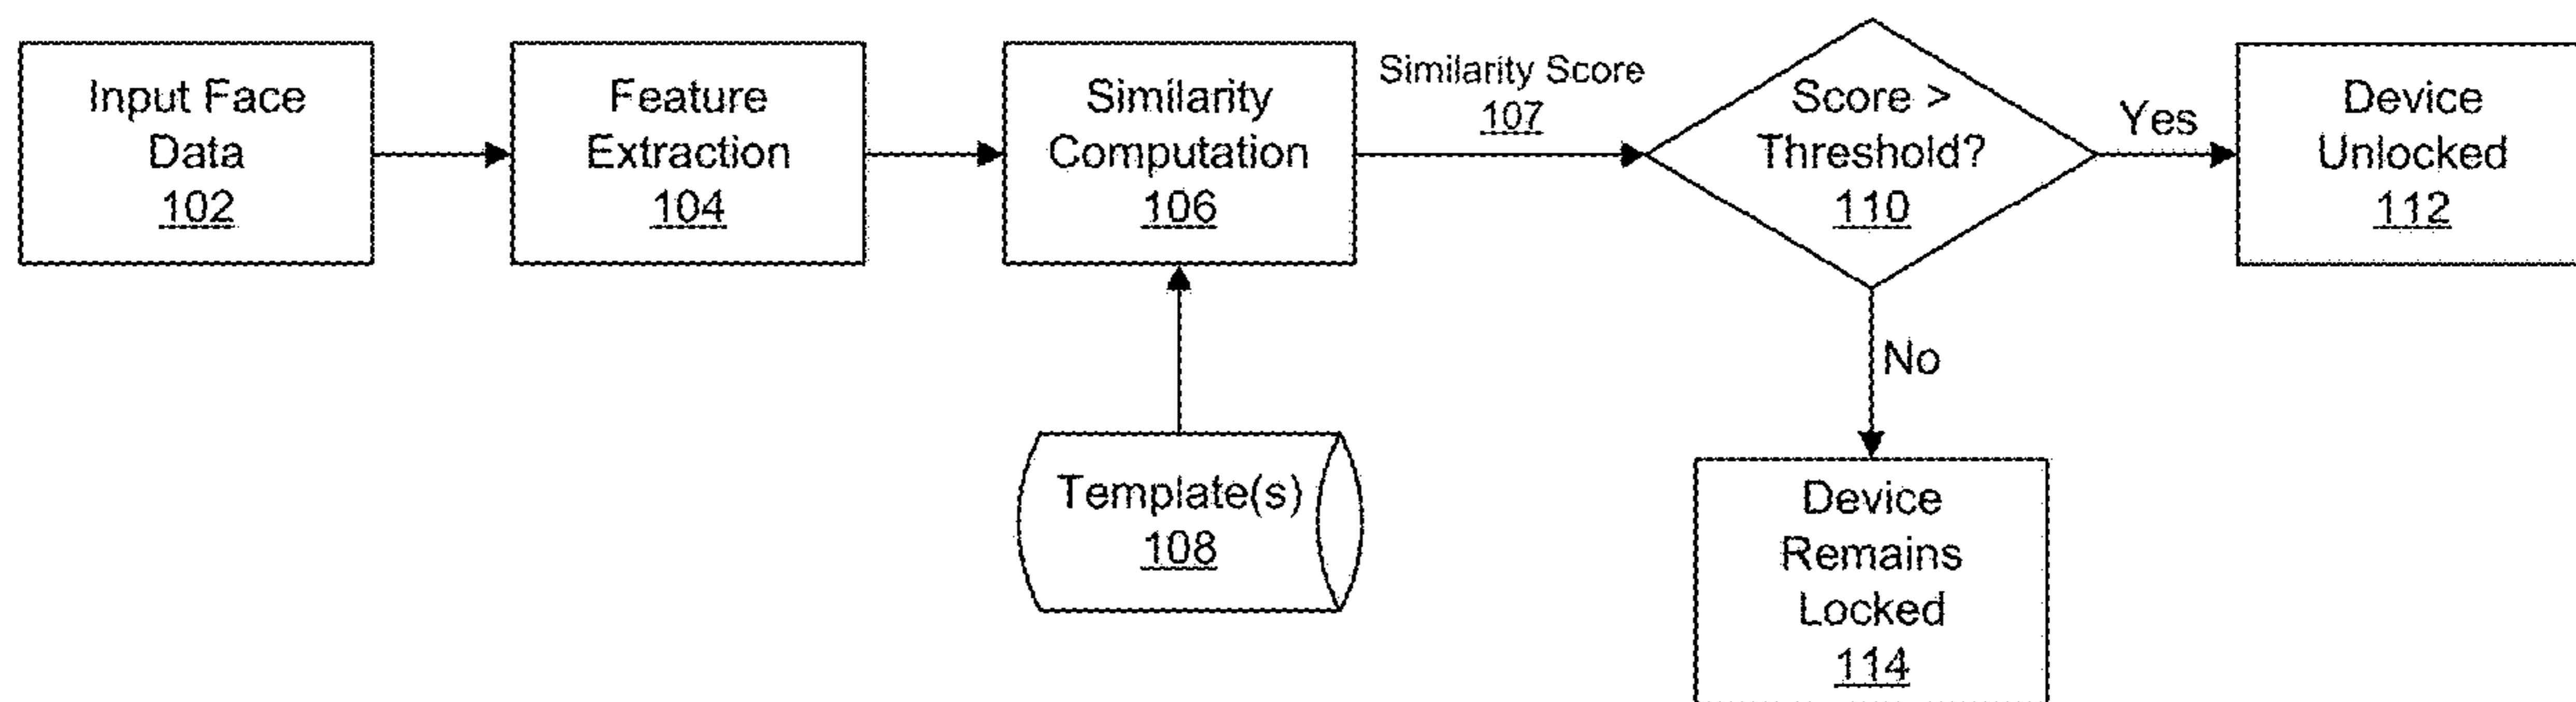 Input Face
Data
102
Feature
Extraction
104
Similarity
Computation
106
Similarity Score
107
Score >
Threshold?
110
Yes
Device
Unlocked
112
No
Template(s)
108
Device
Remains
Locked
114